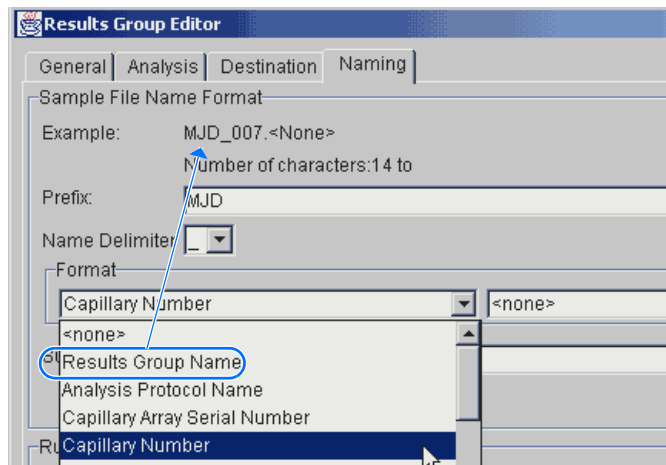 Results Group Editor
General Analysis Destination Naming
Sample File Name Format
Example: MJD_007.<None>
Number of characters:14 to
Prefix: MJD
Name Delimiter _
Format
Capillary Number <none>
<none>
Results Group Name
Analysis Protocol Name
Capillary Array Serial Number
Capillary Number